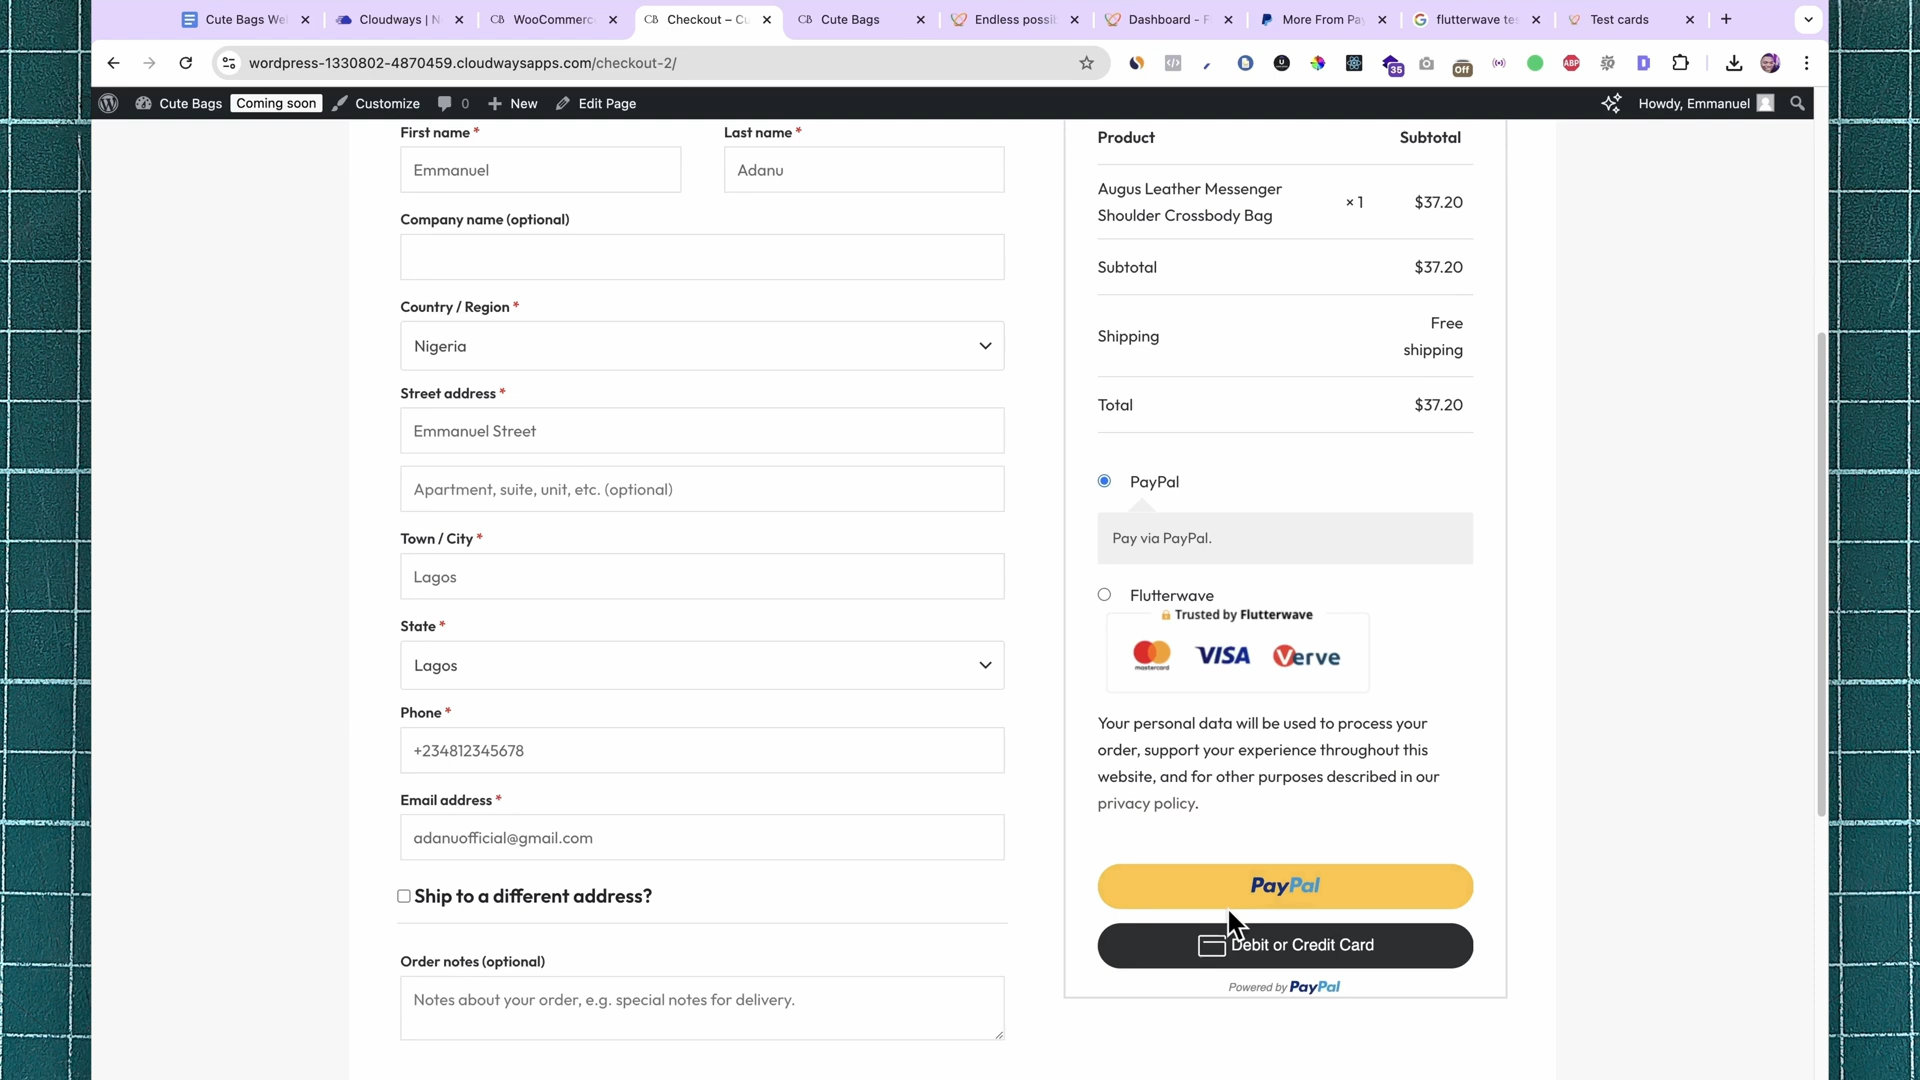 Cute Bags We
Cloudways | N
WooCommerc
Checkout – Cu
Cute Bags
Endless possib
Dashboard - F
More From Pay
flutterwave tes
Test cards
wordpress-1330802-4870459.cloudwaysapps.com/checkout-2/
35
Off
ABP
Cute Bags
Coming soon
Customize
0
New
Edit Page
Howdy, Emmanuel
First name *
Last name *
Emmanuel
Adanu
Company name (optional)
Country / Region *
Nigeria
Street address *
Emmanuel Street
Apartment, suite, unit, etc. (optional)
Town / City *
Lagos
State *
Lagos
Phone *
+234812345678
Email address *
adanuofficial@gmail.com
Ship to a different address?
Order notes (optional)
Notes about your order, e.g. special notes for delivery.
Product
Subtotal
Augus Leather Messenger
Shoulder Crossbody Bag
× 1
$37.20
Subtotal
$37.20
Shipping
Free
shipping
Total
$37.20
PayPal
Pay via PayPal.
Flutterwave
Trusted by Flutterwave
mastercard
VISA
Verve
Your personal data will be used to process your
order, support your experience throughout this
website, and for other purposes described in our
privacy policy.
PayPal
Debit or Credit Card
Powered by PayPal